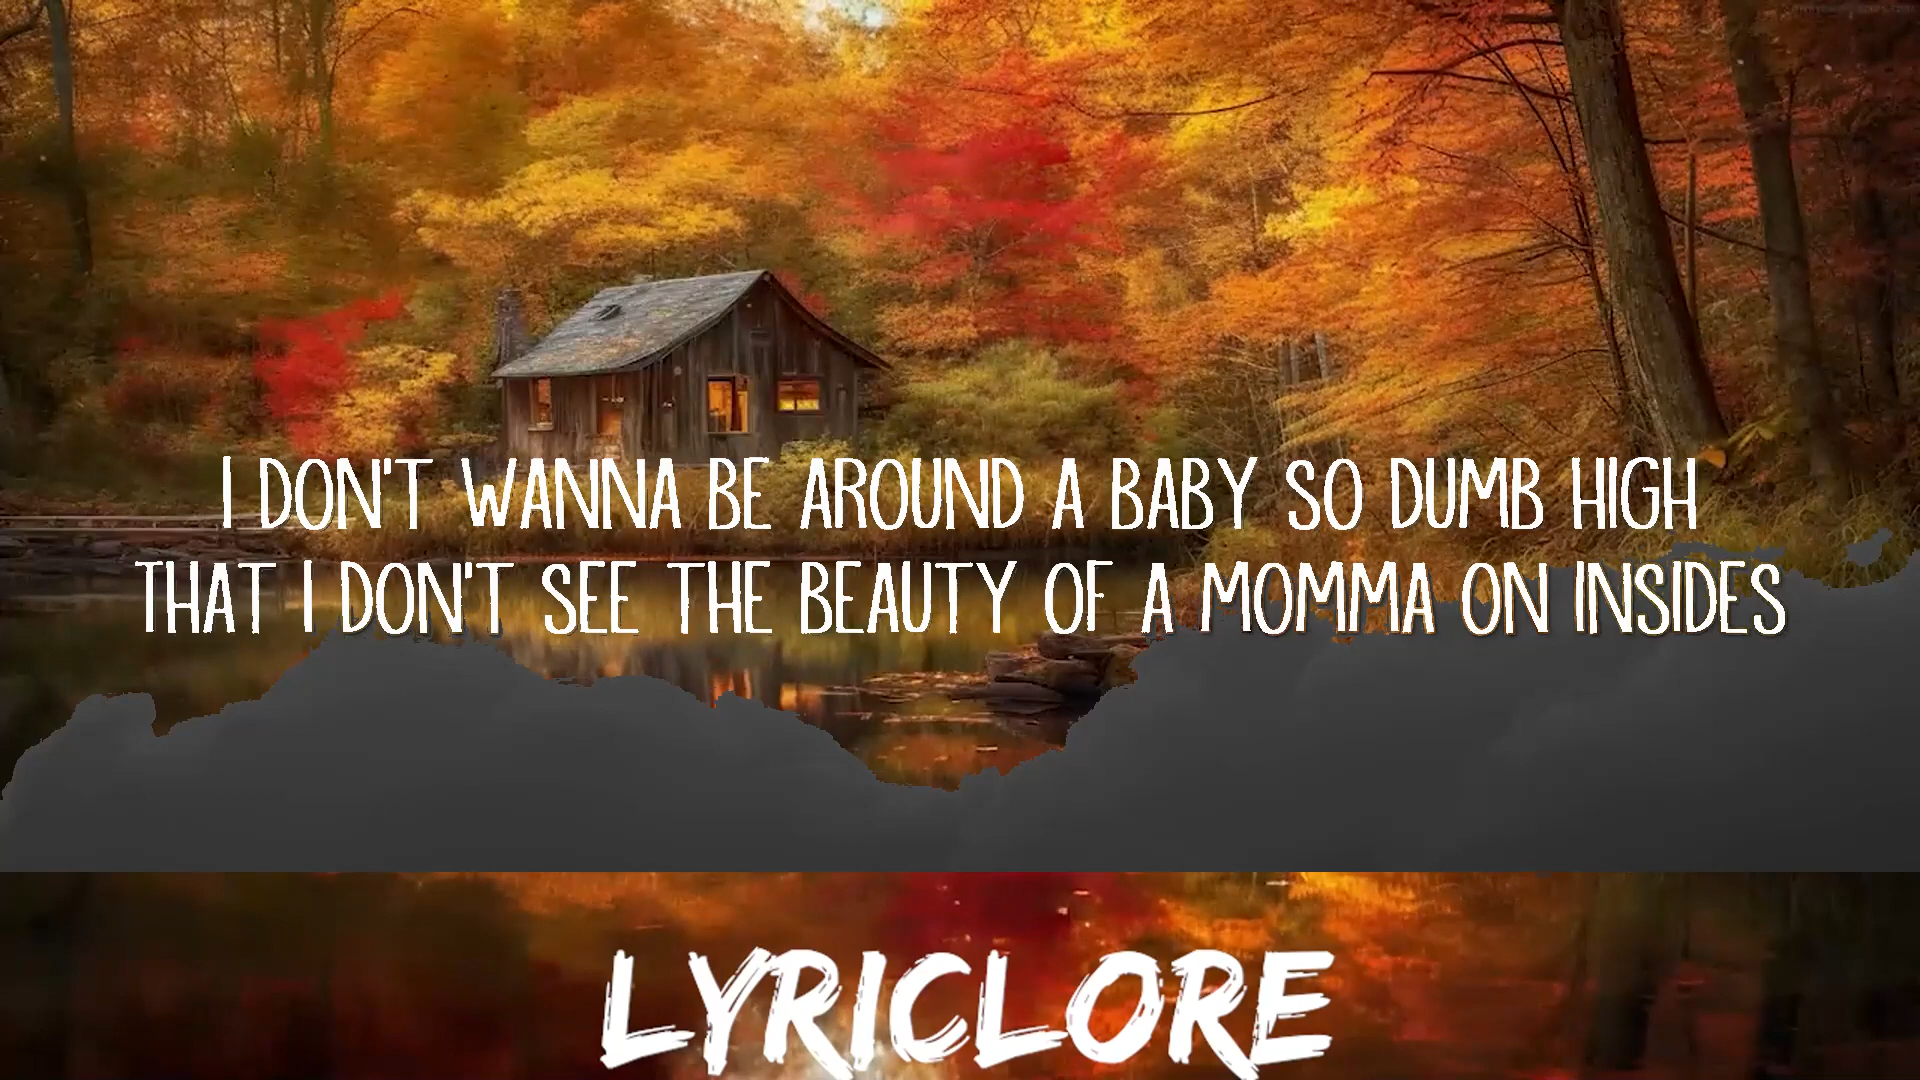 I DON'T WANNA BE AROUND A BABY SO DUMB HIGH
THAT I DON'T SEE THE BEAUTY OF A MOMMA ON INSIDES
LYRICLORE